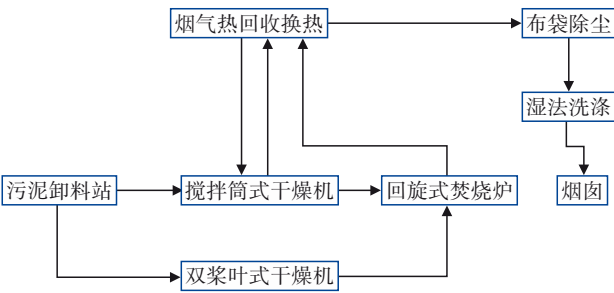 烟气热回收换热
布袋除尘
湿法洗涤
污泥卸料站
搅拌筒式干燥机
回旋式焚烧炉
烟囱
双桨叶式干燥机